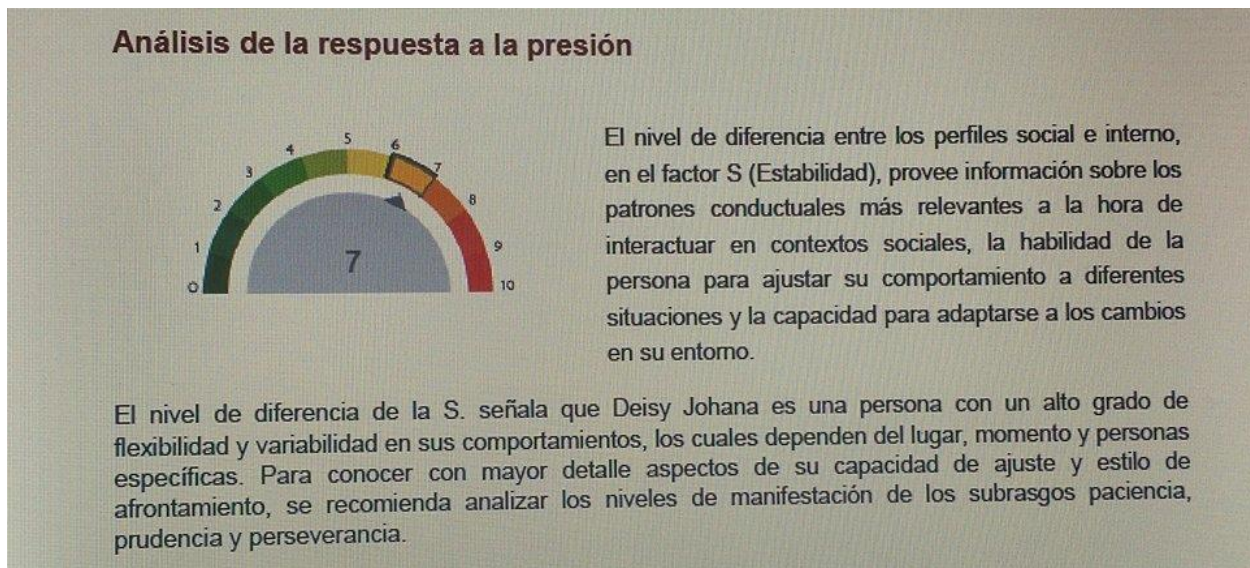 Análisis de la respuesta a la presión
0
1
2
3
4
5
6
7
8
9
10
7
El nivel de diferencia entre los perfiles social e interno,
en el factor S (Estabilidad), provee información sobre los
patrones conductuales más relevantes a la hora de
interactuar en contextos sociales, la habilidad de la
persona para ajustar su comportamiento a diferentes
situaciones y la capacidad para adaptarse a los cambios
en su entorno.
El nivel de diferencia de la S. señala que Deisy Johana es una persona con un alto grado de
flexibilidad y variabilidad en sus comportamientos, los cuales dependen del lugar, momento y personas
específicas. Para conocer con mayor detalle aspectos de su capacidad de ajuste y estilo de
afrontamiento, se recomienda analizar los niveles de manifestación de los subrasgos paciencia,
prudencia y perseverancia.